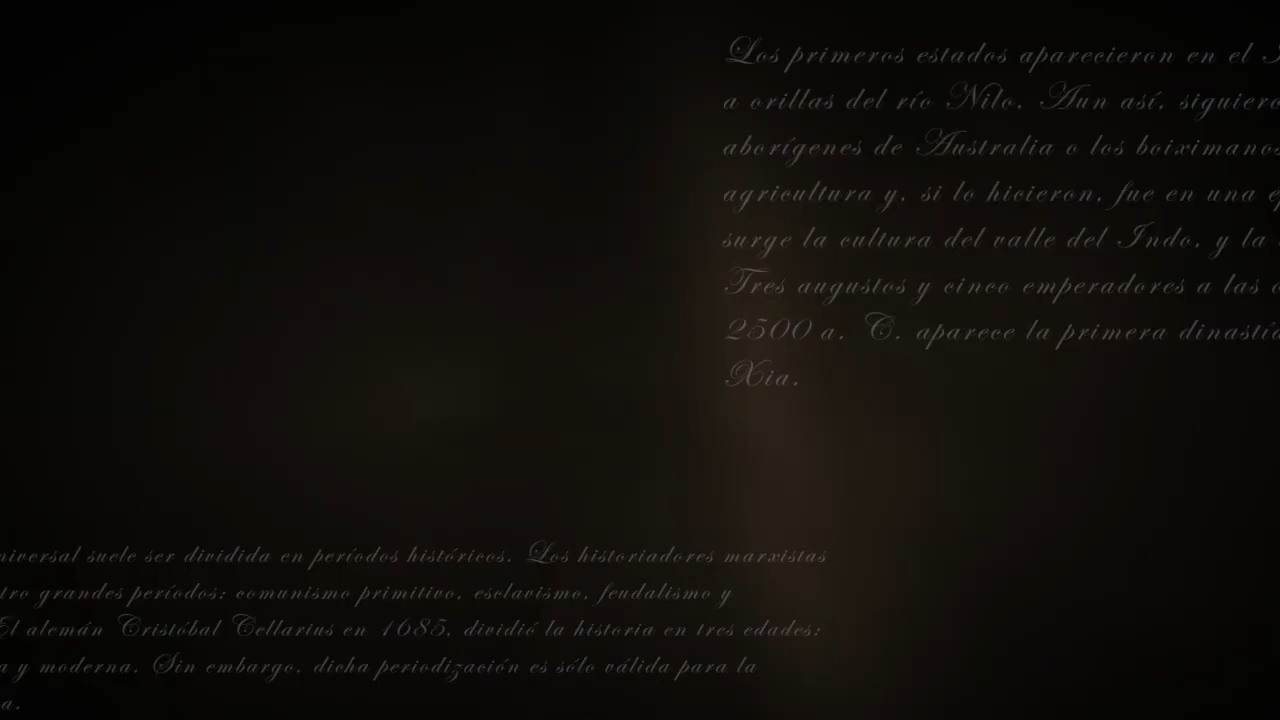 Los primeros estados aparecieron en el
a orillas del río Nilo. Aun así, siguiero
aborígenes de Australia o los boiximanos
agricultura y, si lo hicieron, fue en una
surge la cultura del valle del Indo, y la
Tres augustos y cinco emperadores a las
2500 a. C. aparece la primera dinastía
Xia.
niversal suele ser dividida en períodos históricos. Los historiadores marxistas
tro grandes períodos: comunismo primitivo, esclavismo, feudalismo y
El alemán Cristóbal Cellarius en 1685, dividió la historia en tres edades:
a y moderna. Sin embargo, dicha periodización es sólo válida para la
a.